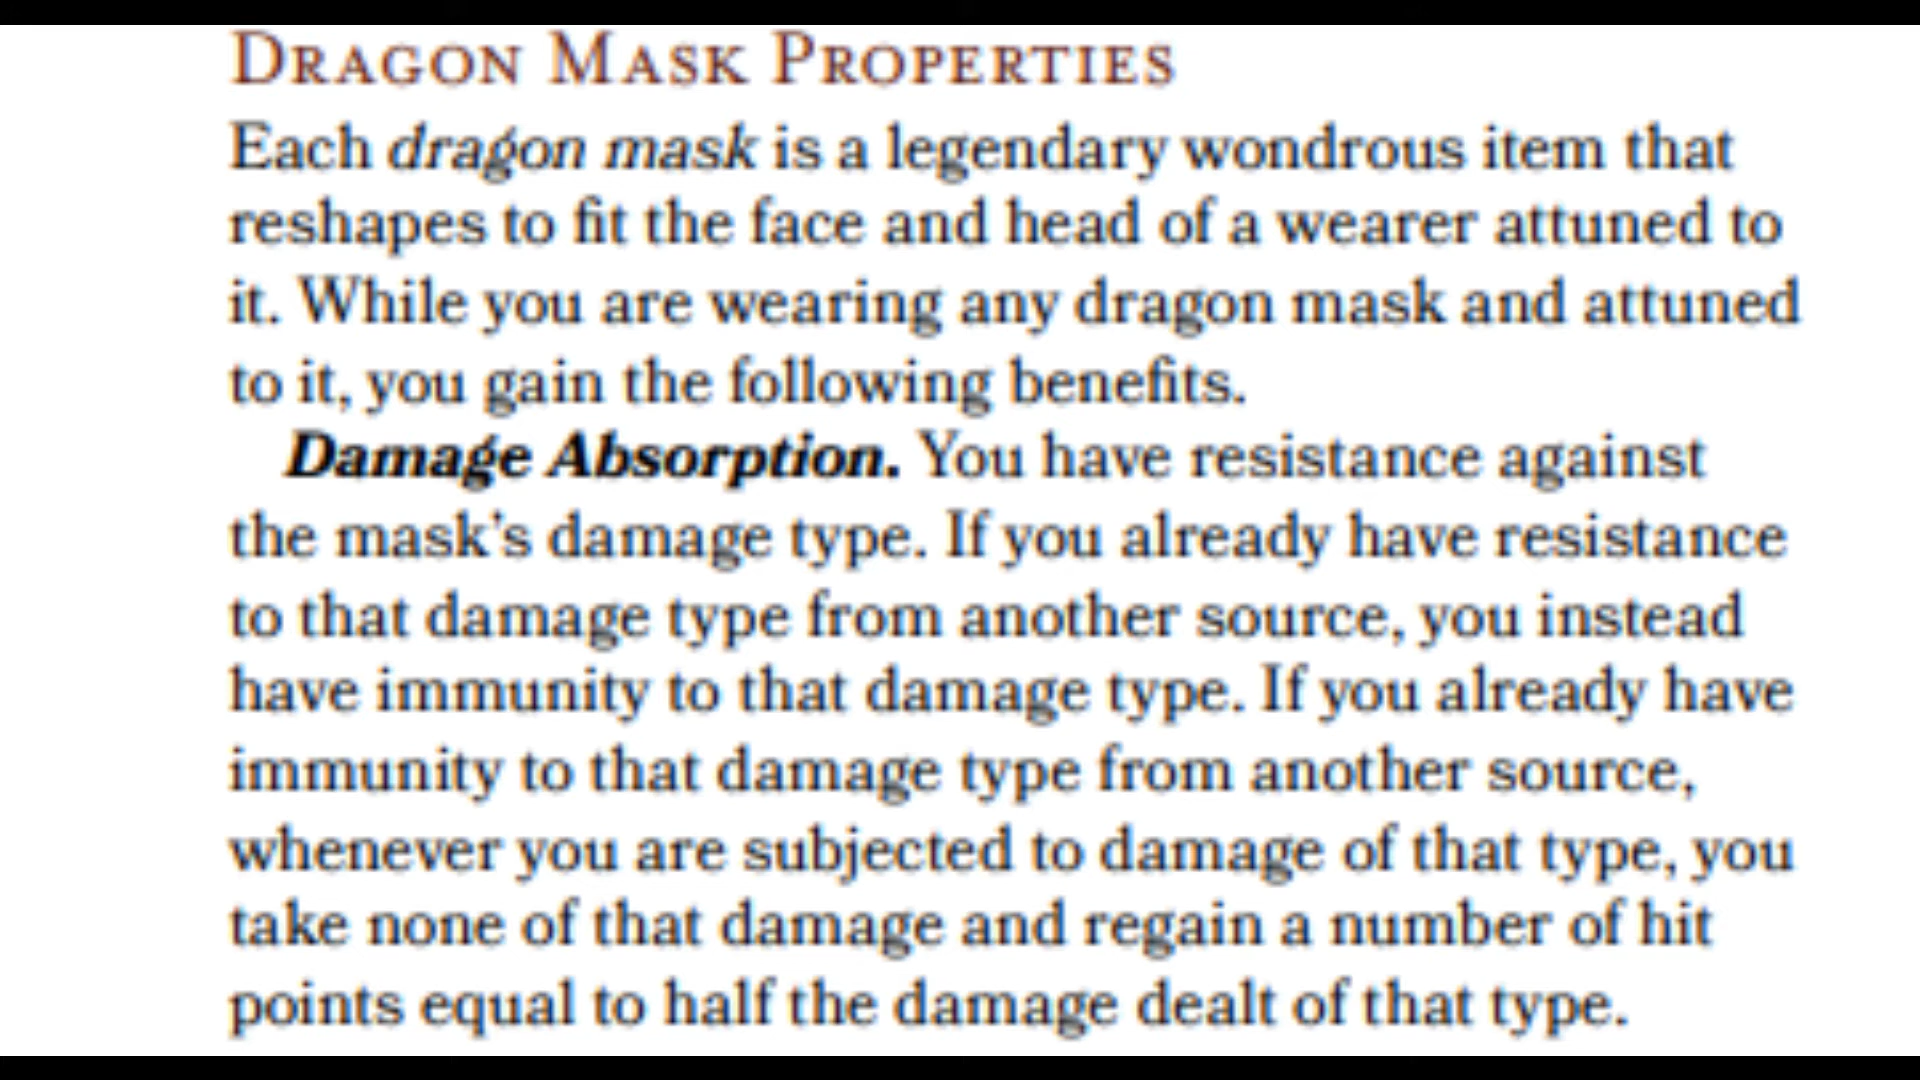 DRAGON MASK PROPERTIES
Each dragon mask is a legendary wondrous item that
reshapes to fit the face and head of a wearer attuned to
it. While you are wearing any dragon mask and attuned
to it, you gain the following benefits.
Damage Absorption. You have resistance against
the mask's damage type. If you already have resistance
to that damage type from another source, you instead
have immunity to that damage type. If you already have
immunity to that damage type from another source,
whenever you are subjected to damage of that type, you
take none of that damage and regain a number of hit
points equal to half the damage dealt of that type.